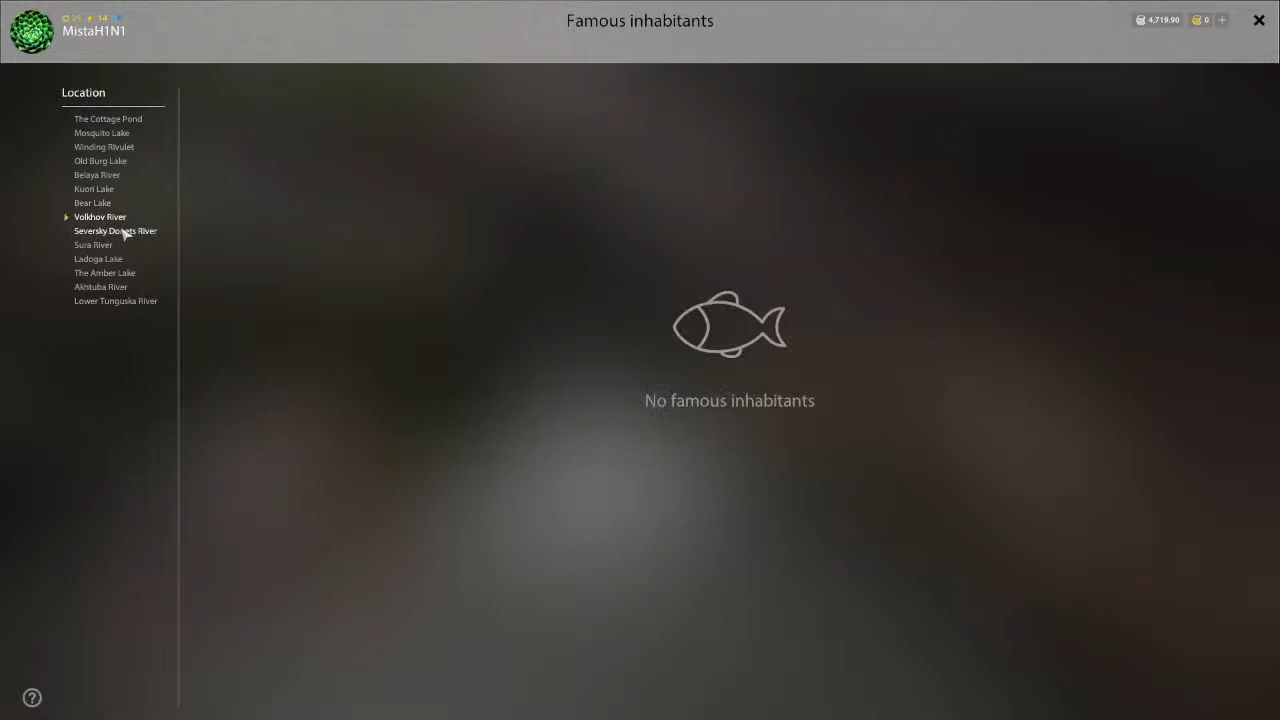 25 14
MistaH1N1
Famous inhabitants
4,719.90 0 +
Location
The Cottage Pond
Mosquito Lake
Winding Rivulet
Old Burg Lake
Belaya River
Kuori Lake
Bear Lake
Volkhov River
Seversky Donets River
Sura River
Ladoga Lake
The Amber Lake
Akhtuba River
Lower Tunguska River
No famous inhabitants
?